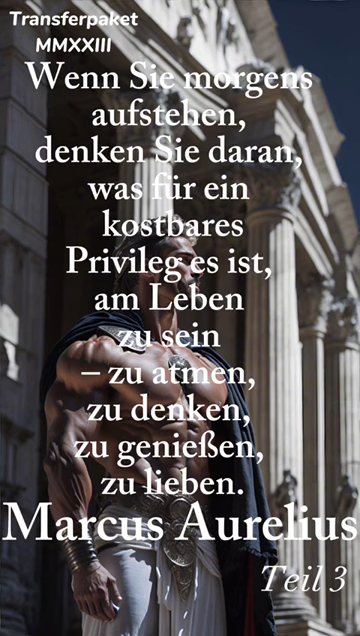 Transferpaket
MMXXIII
Wenn Sie morgens
aufstehen,
denken Sie daran,
was für ein
kostbares
Privileg es ist,
am Leben
zu sein
– zu atmen,
zu denken,
zu genießen,
zu lieben.
Marcus Aurelius
Teil 3